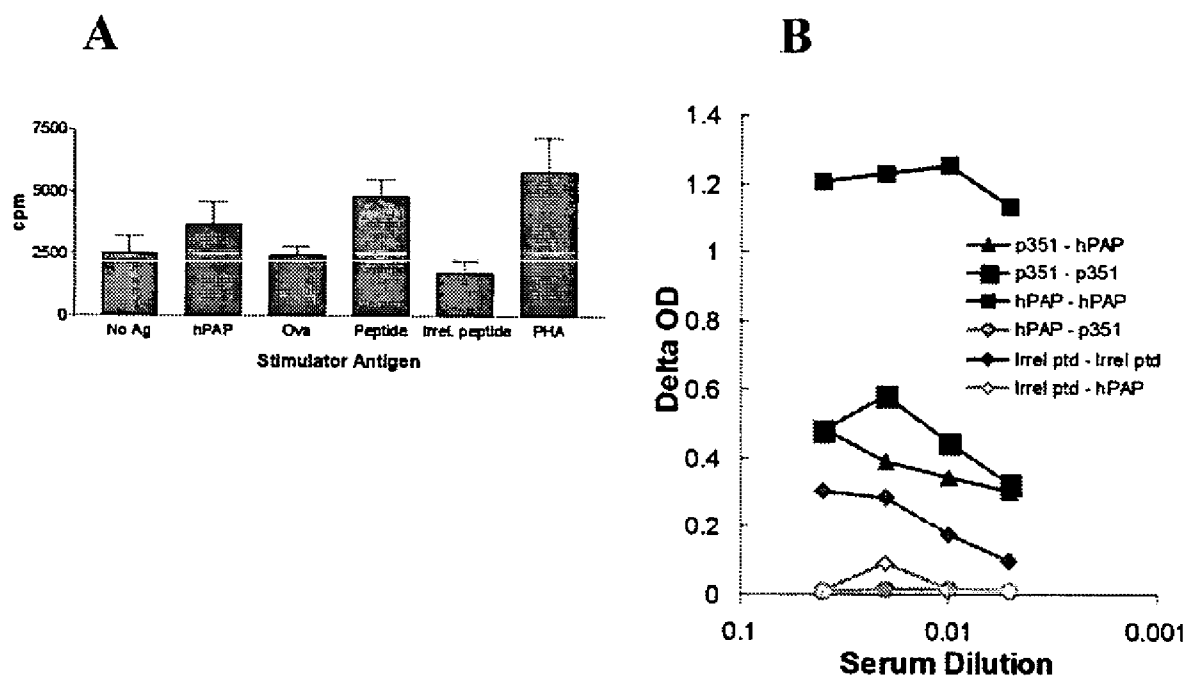 A
7500
5000
2500
0
cpm
No Ag hPAP Ova Peptide Irrel. peptide PHA
Stimulator Antigen
B
1.4
1.2
1
0.8
0.6
0.4
0.2
0
Delta OD
p351 - hPAP
p351 - p351
hPAP - hPAP
hPAP - p351
Irrel ptd - Irrel ptd
Irrel ptd - hPAP
0.1 0.01 0.001
Serum Dilution